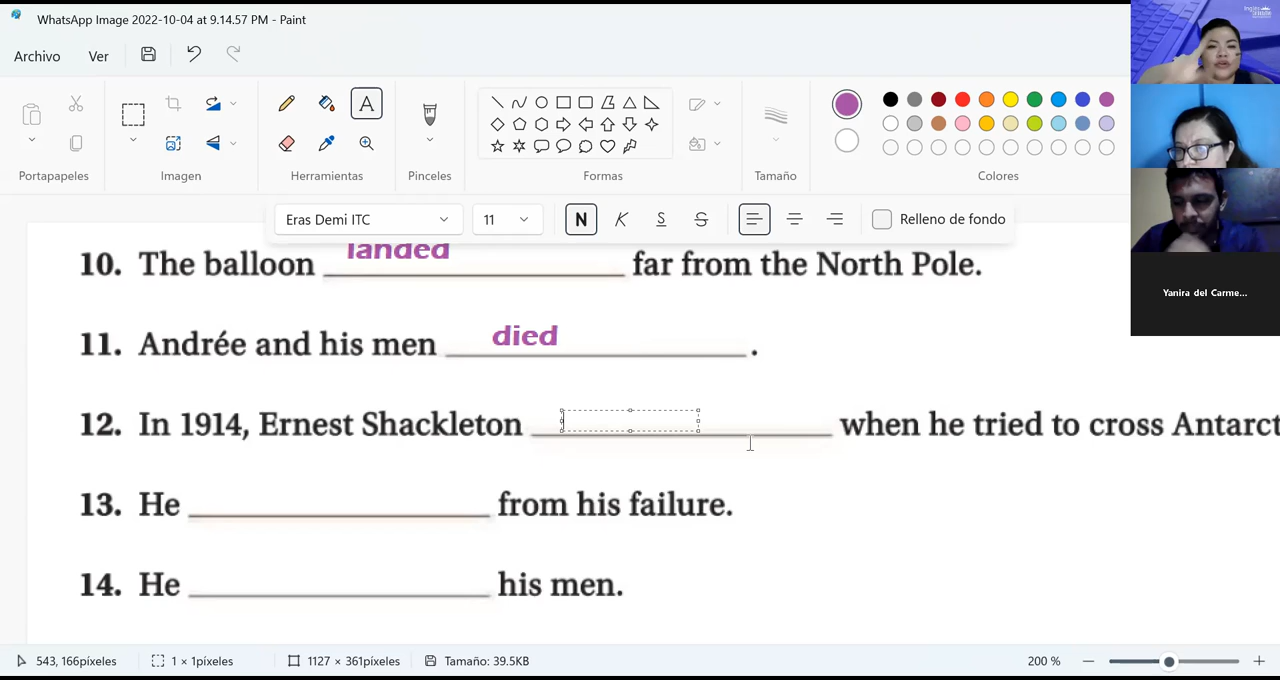 WhatsApp Image 2022-10-04 at 9.14.57 PM - Paint
Archivo Ver
A
Portapapeles Imagen Herramientas Pinceles Formas Tamaño Colores
Eras Demi ITC 11 N K S S Relleno de fondo
10. The balloon landed far from the North Pole.
11. Andrée and his men died .
12. In 1914, Ernest Shackleton when he tried to cross Antarct
13. He from his failure.
14. He his men.
Yanira del Carme...
543, 166píxeles 1 × 1píxeles 1127 × 361píxeles Tamaño: 39.5KB 200 %